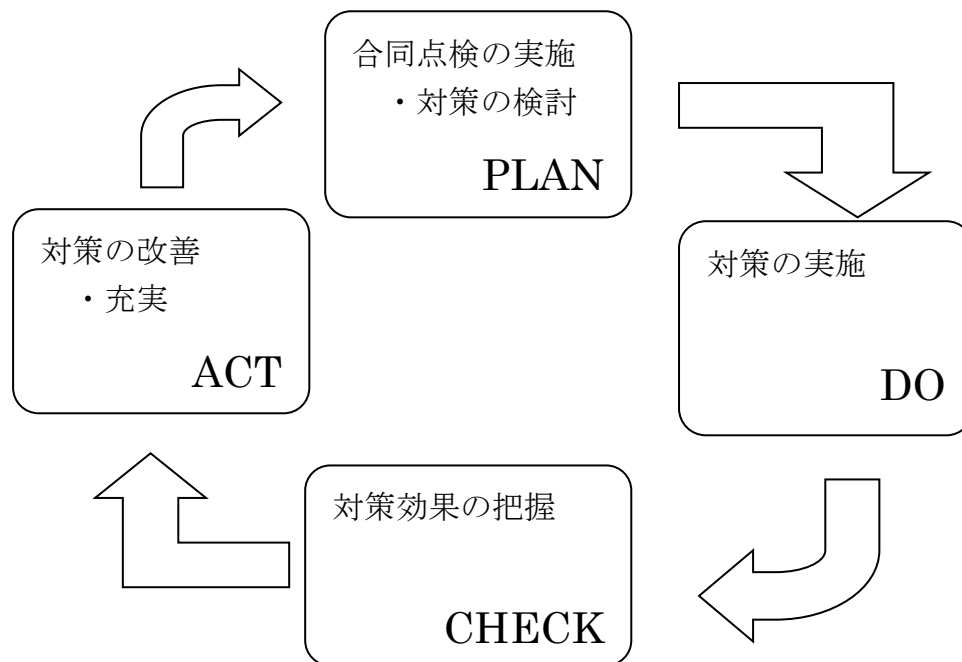 合同点検の実施
・対策の検討
PLAN
対策の実施
DO
対策効果の把握
CHECK
対策の改善
・充実
ACT